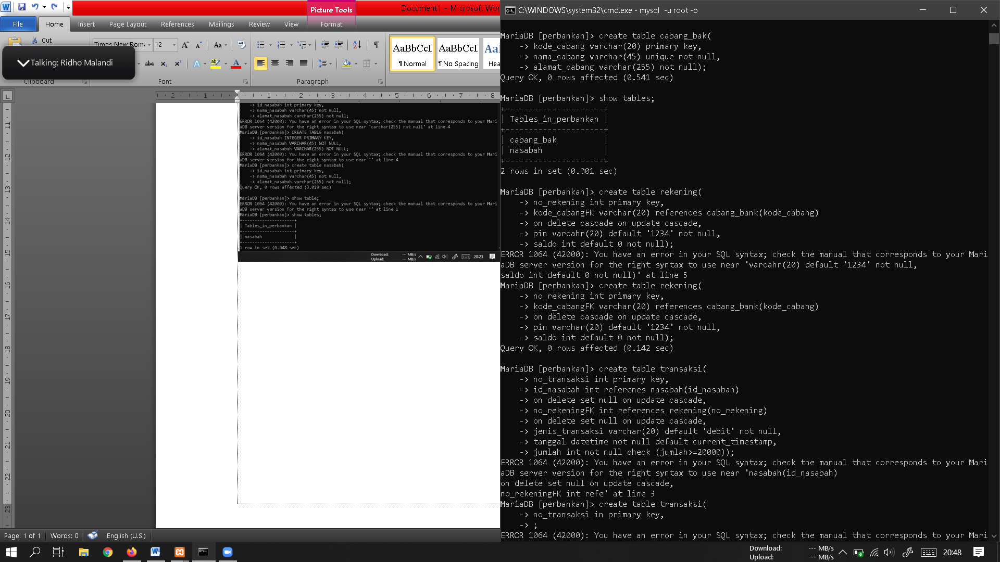 Picture Tools
Document1 - Microsoft Wor
File
Home
Insert
Page Layout
References
Mailings
Review
View
Format
Cut
Times New Rom
12
Talking: Ridho Malandi
Clipboard
Font
Paragraph
AaBbCcI
¶ Normal
AaBbCcI
¶ No Spacing
AaB
Hea
2 1 1 2 3 4 5 6 7 8
11
12
13
14
15
16
17
18
19
20
21
22
23
-> id_nasabah int primary key,
-> nama_nasabah varchar(45) not null,
-> alamat_nasabah carchar(255) not null;
ERROR 1064 (42000): You have an error in your SQL syntax; check the manual that corresponds to your Mari
aDB server version for the right syntax to use near 'carchar(255) not null' at line 4
MariaDB [perbankan]> CREATE TABLE nasabah(
-> id_nasabah INTEGER PRIMARY KEY,
-> nama_nasabah VARCHAR(45) NOT NULL,
-> alamat_nasabah VARCHAR(255) NOT NULL;
ERROR 1064 (42000): You have an error in your SQL syntax; check the manual that corresponds to your Mari
aDB server version for the right syntax to use near '' at line 4
MariaDB [perbankan]> create table nasabah(
-> id_nasabah int primary key,
-> nama_nasabah varchar(45) not null,
-> alamat_nasabah varchar(255) not null);
Query OK, 0 rows affected (3.019 sec)
MariaDB [perbankan]> show table;
ERROR 1064 (42000): You have an error in your SQL syntax; check the manual that corresponds to your Mari
aDB server version for the right syntax to use near '' at line 1
MariaDB [perbankan]> show tables;
+---------------------+
| Tables_in_perbankan |
+---------------------+
| nasabah |
+---------------------+
1 row in set (0.048 sec)
Download: --- MB/s
Upload: --- MB/s
2023
Page: 1 of 1
Words: 0
English (U.S.)
C:\WINDOWS\system32\cmd.exe - mysql -u root -p
MariaDB [perbankan]> create table cabang_bak(
-> kode_cabang varchar(20) primary key,
-> nama_cabang varchar(45) unique not null,
-> alamat_cabang varchar(255) not null);
Query OK, 0 rows affected (0.541 sec)
MariaDB [perbankan]> show tables;
+---------------------+
| Tables_in_perbankan |
+---------------------+
| cabang_bak |
| nasabah |
+---------------------+
2 rows in set (0.001 sec)
MariaDB [perbankan]> create table rekening(
-> no_rekening int primary key,
-> kode_cabangFK varchar(20) references cabang_bank(kode_cabang)
-> on delete cascade on update cascade,
-> pin varcahr(20) default '1234' not null,
-> saldo int default 0 not null);
ERROR 1064 (42000): You have an error in your SQL syntax; check the manual that corresponds to your Mari
aDB server version for the right syntax to use near 'varcahr(20) default '1234' not null,
saldo int default 0 not null)' at line 5
MariaDB [perbankan]> create table rekening(
-> no_rekening int primary key,
-> kode_cabangFK varchar(20) references cabang_bank(kode_cabang)
-> on delete cascade on update cascade,
-> pin varchar(20) default '1234' not null,
-> saldo int default 0 not null);
Query OK, 0 rows affected (0.142 sec)
MariaDB [perbankan]> create table transaksi(
-> no_transaksi int primary key,
-> id_nasabah int referenes nasabah(id_nasabah)
-> on delete set null on update cascade,
-> no_rekeningFK int references rekening(no_rekening)
-> on delete set null on update cascade,
-> jenis_transaksi varchar(20) default 'debit' not null,
-> tanggal datetime not null default current_timestamp,
-> jumlah int not null check (jumlah>=20000));
ERROR 1064 (42000): You have an error in your SQL syntax; check the manual that corresponds to your Mari
aDB server version for the right syntax to use near 'nasabah(id_nasabah)
on delete set null on update cascade,
no_rekeningFK int refe' at line 3
MariaDB [perbankan]> create table transaksi(
-> no_transaksi in primary key,
-> ;
ERROR 1064 (42000): You have an error in your SQL syntax; check the manual that corresponds to your Mari
Download: --- MB/s
Upload: --- MB/s
20:48